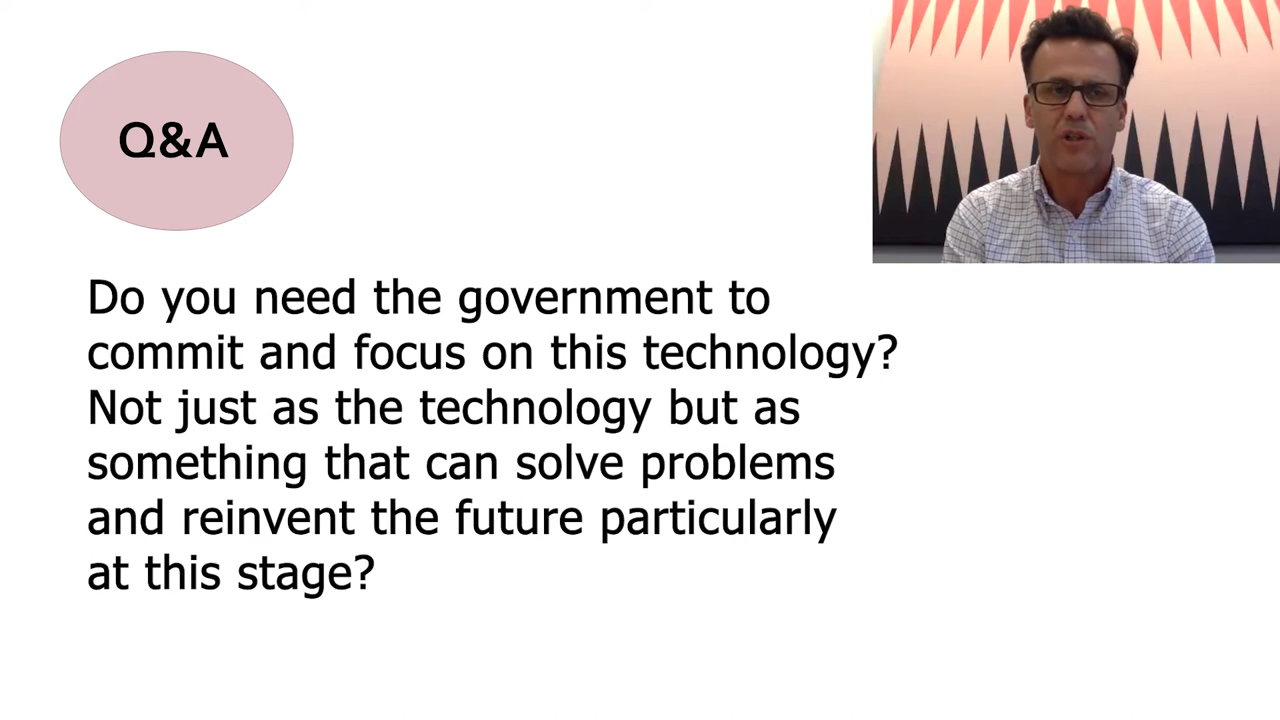 Q&A
Do you need the government to
commit and focus on this technology?
Not just as the technology but as
something that can solve problems
and reinvent the future particularly
at this stage?